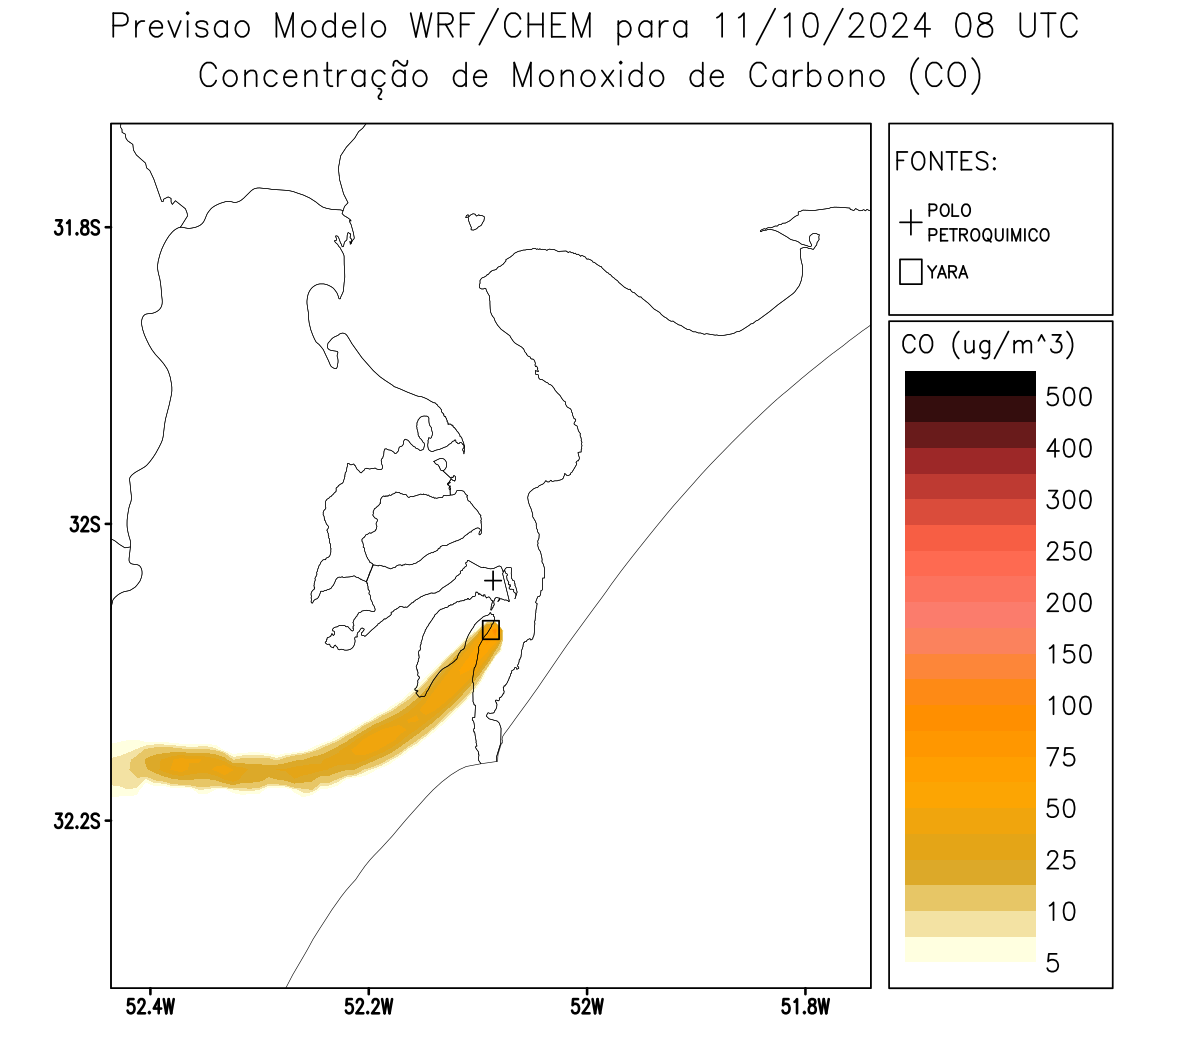 Previsao Modelo WRF/CHEM para 11/10/2024 08 UTC
Concentração de Monoxido de Carbono (CO)
FONTES:
POLO
PETROQUIMICO
YARA
CO (ug/m^3)
500
400
300
250
200
150
100
75
50
25
10
5
31.8S
32S
32.2S
52.4W
52.2W
52W
51.8W